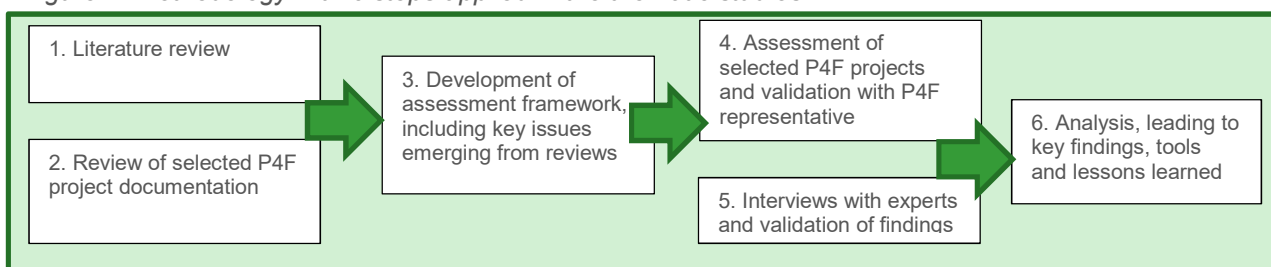 1. Literature review
2. Review of selected P4F
project documentation
3. Development of
assessment framework,
including key issues
emerging from reviews
4. Assessment of
selected P4F projects
and validation with P4F
representative
5. Interviews with experts
and validation of findings
6. Analysis, leading to
key findings, tools
and lessons learned